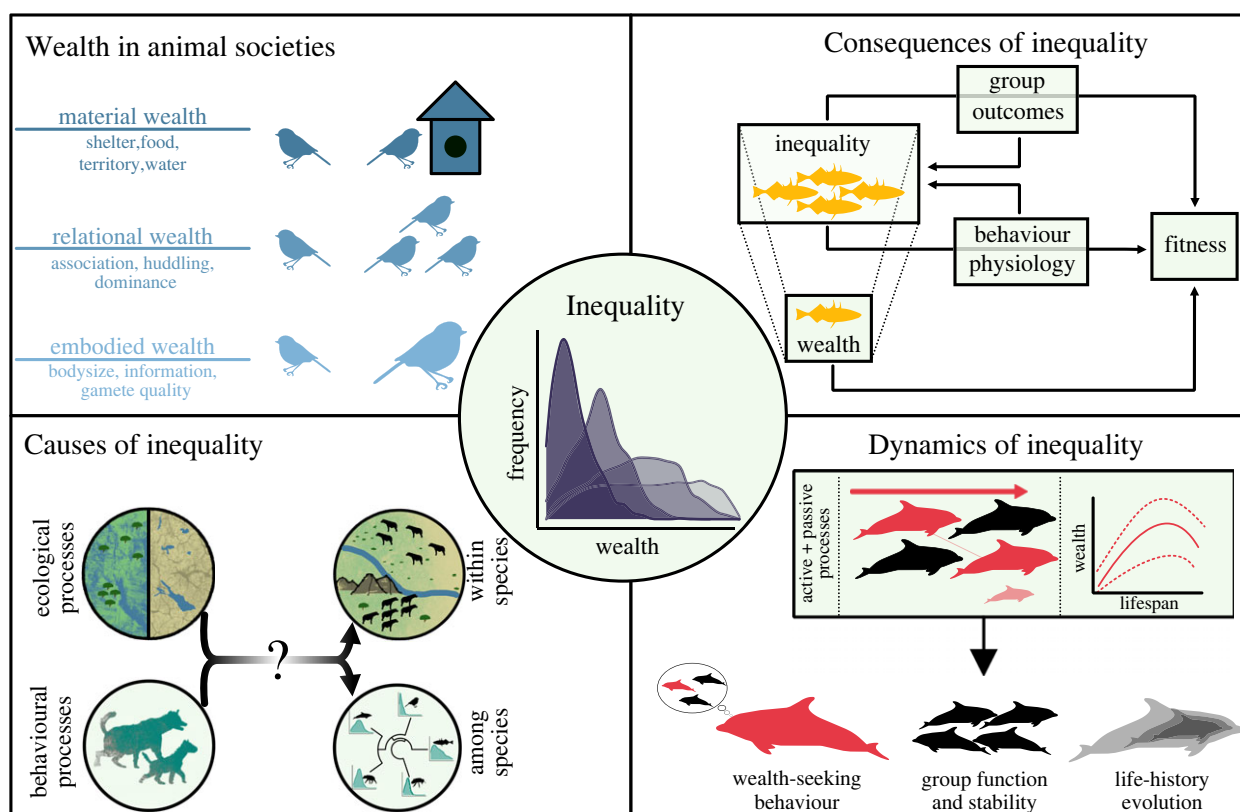 Wealth in animal societies
material wealth
shelter,food,
territory,water
relational wealth
association, huddling,
dominance
embodied wealth
bodysize, information,
gamete quality
Consequences of inequality
group
outcomes
inequality
behaviour
physiology
fitness
wealth
Inequality
frequency
wealth
Causes of inequality
ecological
processes
within
species
?
behavioural
processes
among
species
Dynamics of inequality
active + passive
processes
wealth
lifespan
wealth-seeking
behaviour
group function
and stability
life-history
evolution